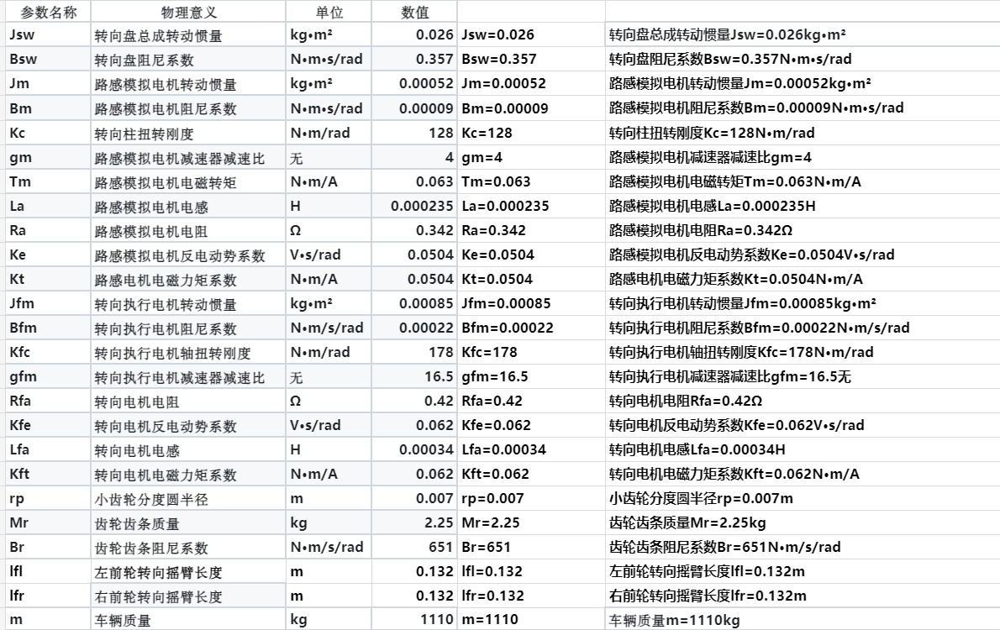 参数名称 物理意义 单位 数值
Jsw 转向盘总成转动惯量 kg•m² 0.026 Jsw=0.026 转向盘总成转动惯量Jsw=0.026kg•m²
Bsw 转向盘阻尼系数 N•m•s/rad 0.357 Bsw=0.357 转向盘阻尼系数Bsw=0.357N•m•s/rad
Jm 路感模拟电机转动惯量 kg•m² 0.00052 Jm=0.00052 路感模拟电机转动惯量Jm=0.00052kg•m²
Bm 路感模拟电机阻尼系数 N•m•s/rad 0.00009 Bm=0.00009 路感模拟电机阻尼系数Bm=0.00009N•m•s/rad
Kc 转向柱扭转刚度 N•m/rad 128 Kc=128 转向柱扭转刚度Kc=128N•m/rad
gm 路感模拟电机减速器减速比 无 4 gm=4 路感模拟电机减速器减速比gm=4
Tm 路感模拟电机电磁转矩 N•m/A 0.063 Tm=0.063 路感模拟电机电磁转矩Tm=0.063N•m/A
La 路感模拟电机电感 H 0.000235 La=0.000235 路感模拟电机电感La=0.000235H
Ra 路感模拟电机电阻 Ω 0.342 Ra=0.342 路感模拟电机电阻Ra=0.342Ω
Ke 路感模拟电机反电动势系数 V•s/rad 0.0504 Ke=0.0504 路感模拟电机反电动势系数Ke=0.0504V•s/rad
Kt 路感电机电磁力矩系数 N•m/A 0.0504 Kt=0.0504 路感电机电磁力矩系数Kt=0.0504N•m/A
Jfm 转向执行电机转动惯量 kg•m² 0.00085 Jfm=0.00085 转向执行电机转动惯量Jfm=0.00085kg•m²
Bfm 转向执行电机阻尼系数 N•m/s/rad 0.00022 Bfm=0.00022 转向执行电机阻尼系数Bfm=0.00022N•m/s/rad
Kfc 转向执行电机轴扭转刚度 N•m/rad 178 Kfc=178 转向执行电机轴扭转刚度Kfc=178N•m/rad
gfm 转向执行电机减速器减速比 无 16.5 gfm=16.5 转向执行电机减速器减速比gfm=16.5无
Rfa 转向电机电阻 Ω 0.42 Rfa=0.42 转向电机电阻Rfa=0.42Ω
Kfe 转向电机反电动势系数 V•s/rad 0.062 Kfe=0.062 转向电机反电动势系数Kfe=0.062V•s/rad
Lfa 转向电机电感 H 0.00034 Lfa=0.00034 转向电机电感Lfa=0.00034H
Kft 转向电机电磁力矩系数 N•m/A 0.062 Kft=0.062 转向电机电磁力矩系数Kft=0.062N•m/A
rp 小齿轮分度圆半径 m 0.007 rp=0.007 小齿轮分度圆半径rp=0.007m
Mr 齿轮齿条质量 kg 2.25 Mr=2.25 齿轮齿条质量Mr=2.25kg
Br 齿轮齿条阻尼系数 N•m/s/rad 651 Br=651 齿轮齿条阻尼系数Br=651N•m/s/rad
lfl 左前轮转向摇臂长度 m 0.132 lfl=0.132 左前轮转向摇臂长度lfl=0.132m
lfr 右前轮转向摇臂长度 m 0.132 lfr=0.132 右前轮转向摇臂长度lfr=0.132m
m 车辆质量 kg 1110 m=1110 车辆质量m=1110kg